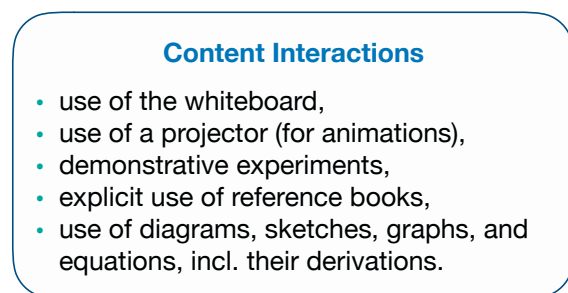 Content Interactions
• use of the whiteboard,
• use of a projector (for animations),
• demonstrative experiments,
• explicit use of reference books,
• use of diagrams, sketches, graphs, and
equations, incl. their derivations.